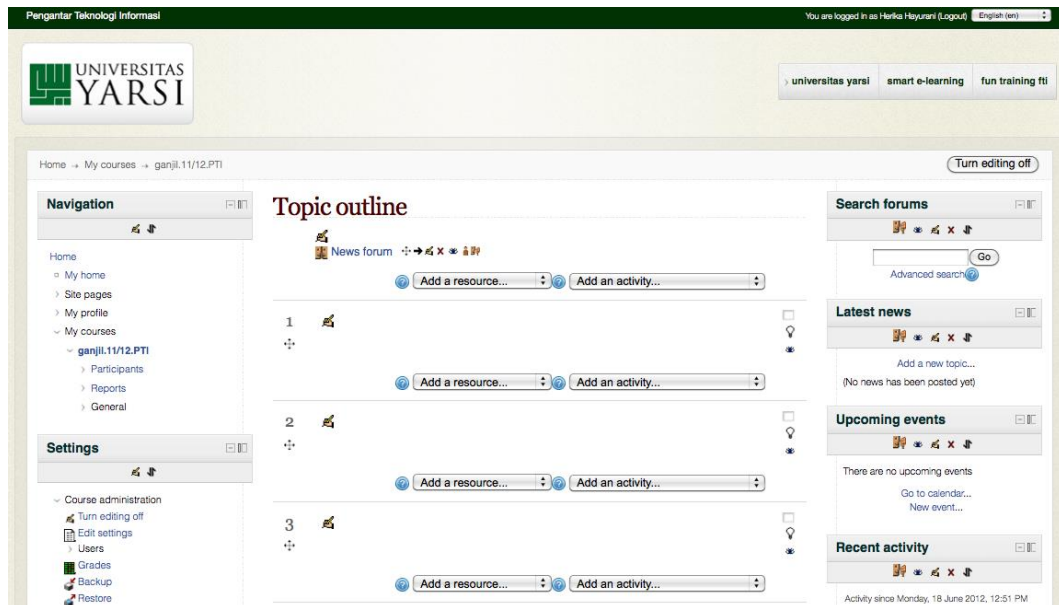 Pengantar Teknologi Informasi
You are logged in as Herika Hayurani (Logout) English (en)
UNIVERSITAS
YARSI
universitas yarsi smart e-learning fun training fti
Home → My courses → ganjil.11/12.PTI
Turn editing off
Navigation
Home
My home
Site pages
My profile
My courses
ganjil.11/12.PTI
Participants
Reports
General
Settings
Course administration
Turn editing off
Edit settings
Users
Grades
Backup
Restore
Topic outline
News forum
Add a resource... Add an activity...
1
Add a resource... Add an activity...
2
Add a resource... Add an activity...
3
Add a resource... Add an activity...
Search forums
Go
Advanced search
Latest news
Add a new topic...
(No news has been posted yet)
Upcoming events
There are no upcoming events
Go to calendar...
New event...
Recent activity
Activity since Monday, 18 June 2012, 12:51 PM